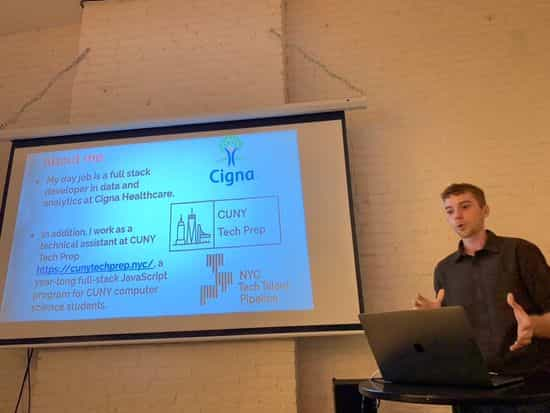 About me
• My day job is a full stack
developer in data and
analytics at Cigna Healthcare.
• In addition, I work as a
technical assistant at CUNY
Tech Prep
https://cunytechprep.nyc/, a
year-long full-stack JavaScript
program for CUNY computer
science students.
Cigna
CUNY
Tech Prep
NYC
Tech Talent
Pipeline